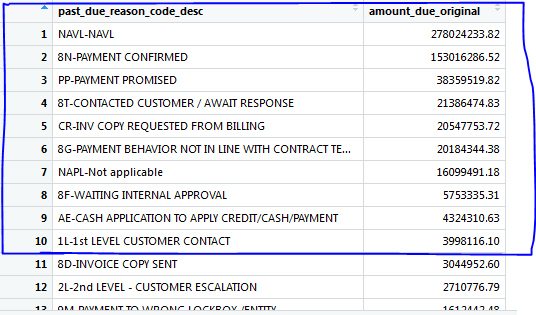 past_due_reason_code_desc amount_due_original
1 NAVL-NAVL 278024233.82
2 8N-PAYMENT CONFIRMED 153016286.52
3 PP-PAYMENT PROMISED 38359519.82
4 8T-CONTACTED CUSTOMER / AWAIT RESPONSE 21386474.83
5 CR-INV COPY REQUESTED FROM BILLING 20547753.72
6 8G-PAYMENT BEHAVIOR NOT IN LINE WITH CONTRACT TE... 20184344.38
7 NAPL-Not applicable 16099491.18
8 8F-WAITING INTERNAL APPROVAL 5753335.31
9 AE-CASH APPLICATION TO APPLY CREDIT/CASH/PAYMENT 4324310.63
10 1L-1st LEVEL CUSTOMER CONTACT 3998116.10
11 8D-INVOICE COPY SENT 3044952.60
12 2L-2nd LEVEL - CUSTOMER ESCALATION 2710776.79
13 9M-PAYMENT TO WRONG LOCKBOX /ENTITY 1612442.48